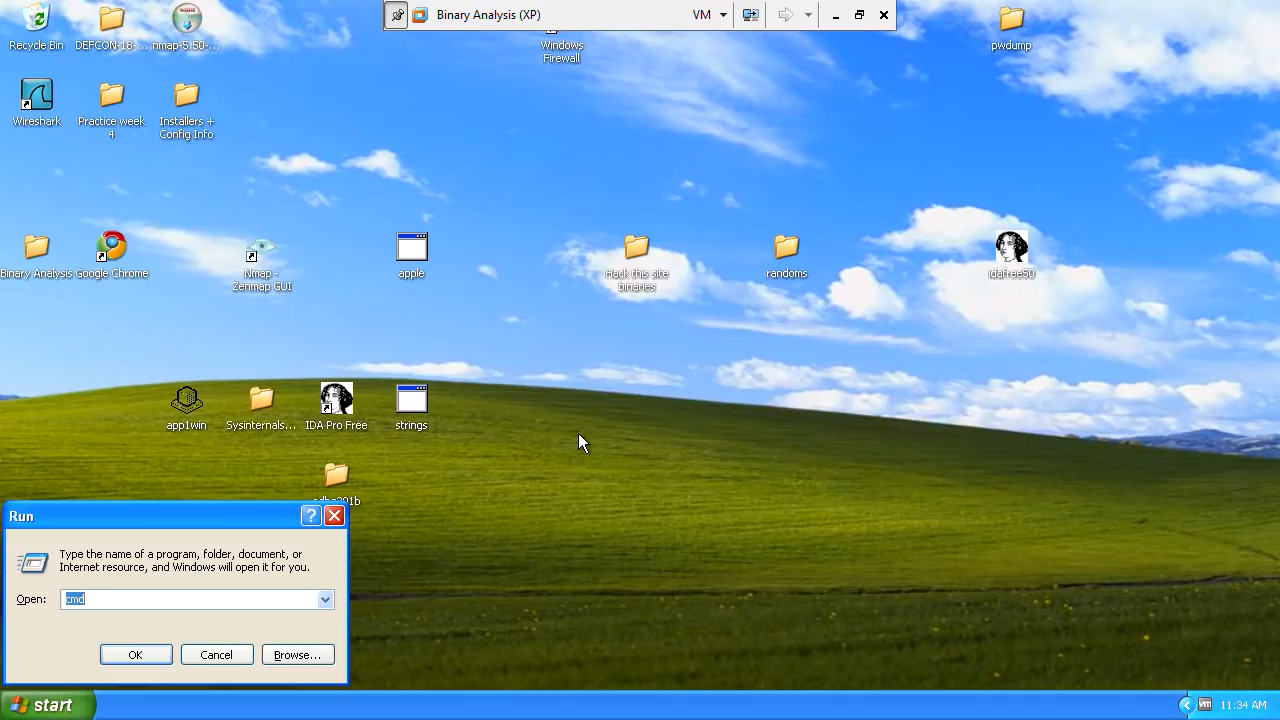 Binary Analysis (XP)
VM
Recycle Bin
DEFCON-18-...
nmap-5.50-...
Windows
Firewall
pwdump
Wireshark
Practice week
4
Installers +
Config Info
Binary Analysis
Google Chrome
Nmap -
Zenmap GUI
apple
Hack this site
binaries
randoms
idafree50
app1win
Sysinternals...
IDA Pro Free
strings
Run
Type the name of a program, folder, document, or
Internet resource, and Windows will open it for you.
Open:
cmd
OK
Cancel
Browse...
start
vm
11:34 AM